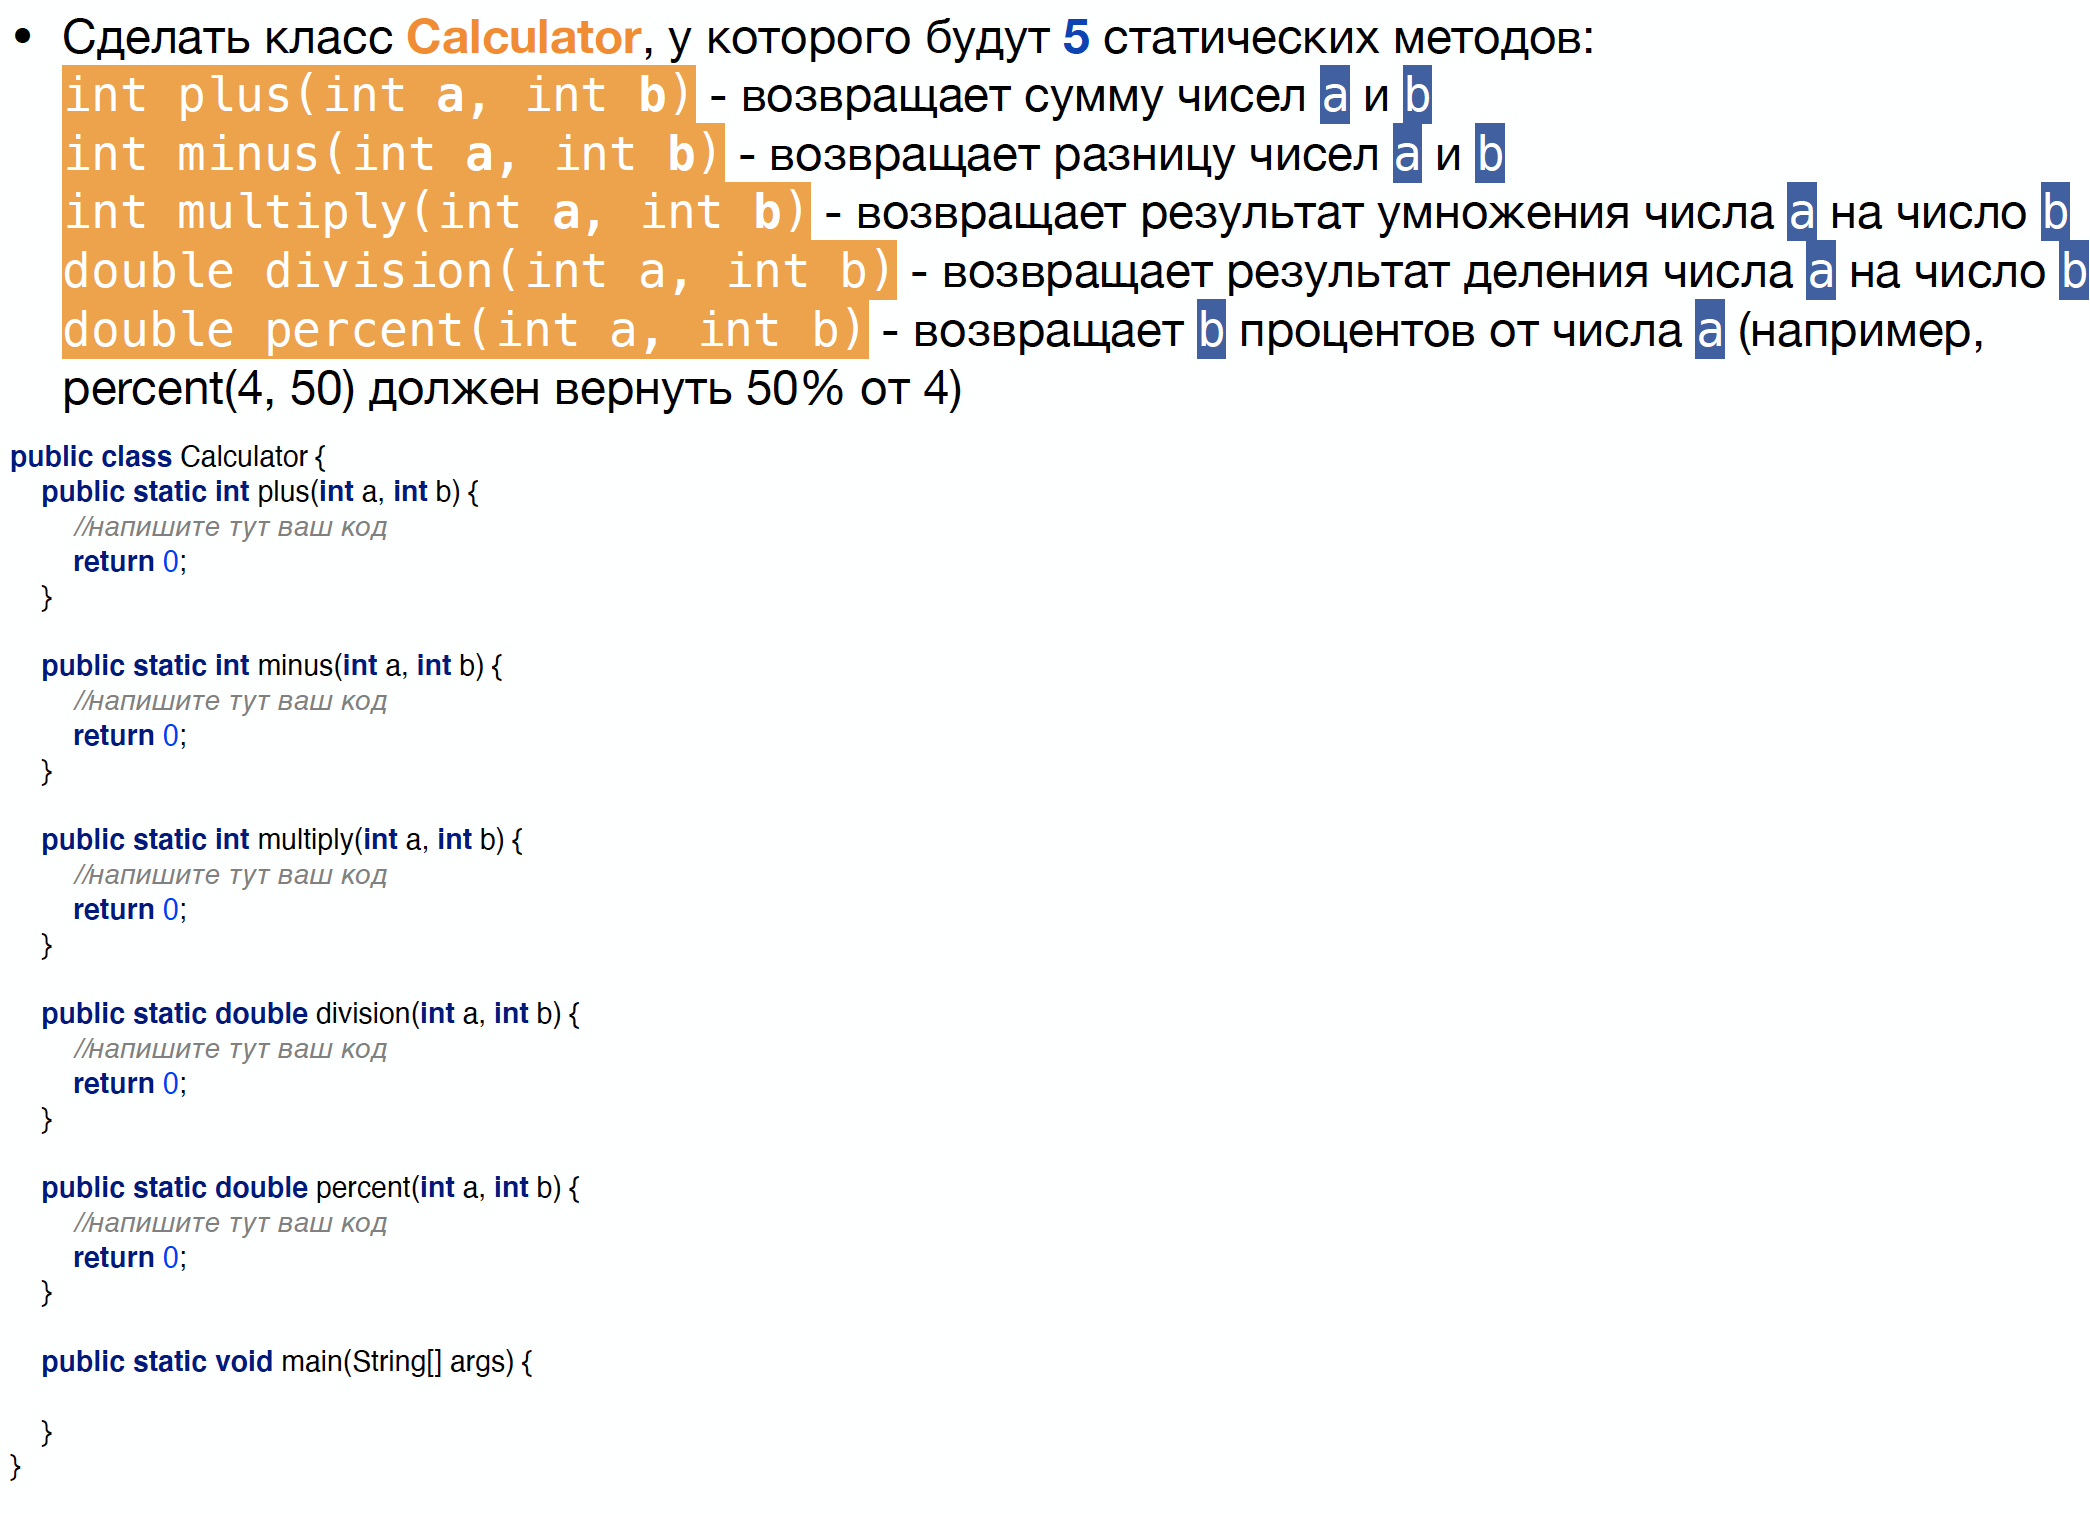 • Сделать класс Calculator, у которого будут 5 статических методов:
int plus(int a, int b) - возвращает сумму чисел a и b
int minus(int a, int b) - возвращает разницу чисел a и b
int multiply(int a, int b) - возвращает результат умножения числа a на число b
double division(int a, int b) - возвращает результат деления числа a на число b
double percent(int a, int b) - возвращает b процентов от числа a (например,
percent(4, 50) должен вернуть 50% от 4)
public class Calculator {
public static int plus(int a, int b) {
//напишите тут ваш код
return 0;
}
public static int minus(int a, int b) {
//напишите тут ваш код
return 0;
}
public static int multiply(int a, int b) {
//напишите тут ваш код
return 0;
}
public static double division(int a, int b) {
//напишите тут ваш код
return 0;
}
public static double percent(int a, int b) {
//напишите тут ваш код
return 0;
}
public static void main(String[] args) {
}
}